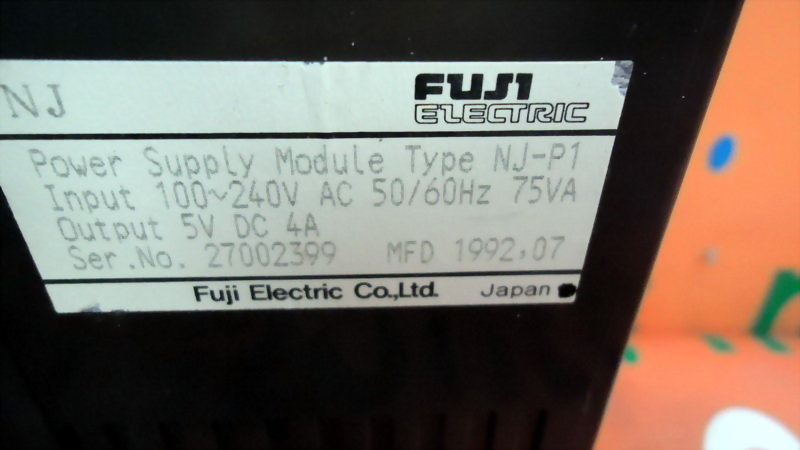 NJ
FUJI
ELECTRIC
Power Supply Module Type NJ-P1
Input 100~240V AC 50/60Hz 75VA
Output 5V DC 4A
Ser.No. 27002399 MFD 1992,07
Fuji Electric Co.,Ltd. Japan